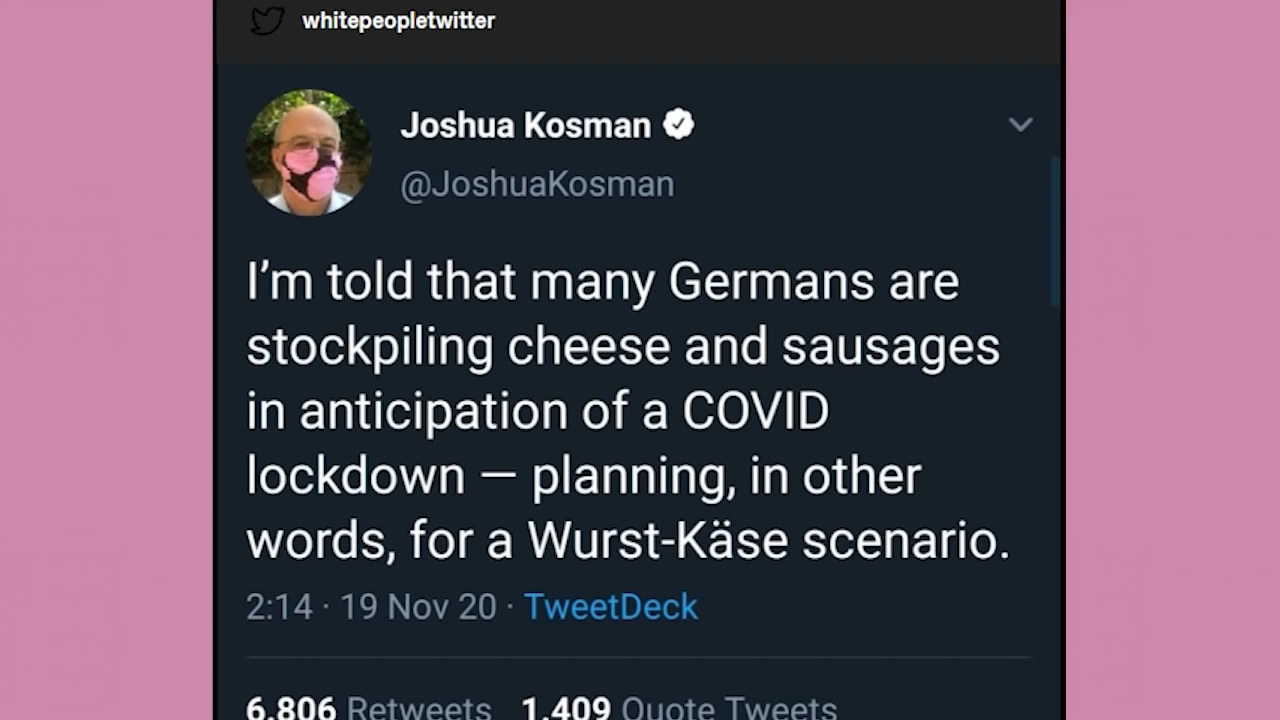 whitepeopletwitter
Joshua Kosman
@JoshuaKosman
I’m told that many Germans are
stockpiling cheese and sausages
in anticipation of a COVID
lockdown — planning, in other
words, for a Wurst-Käse scenario.
2:14 · 19 Nov 20 · TweetDeck
6,806 Retweets 1,409 Quote Tweets